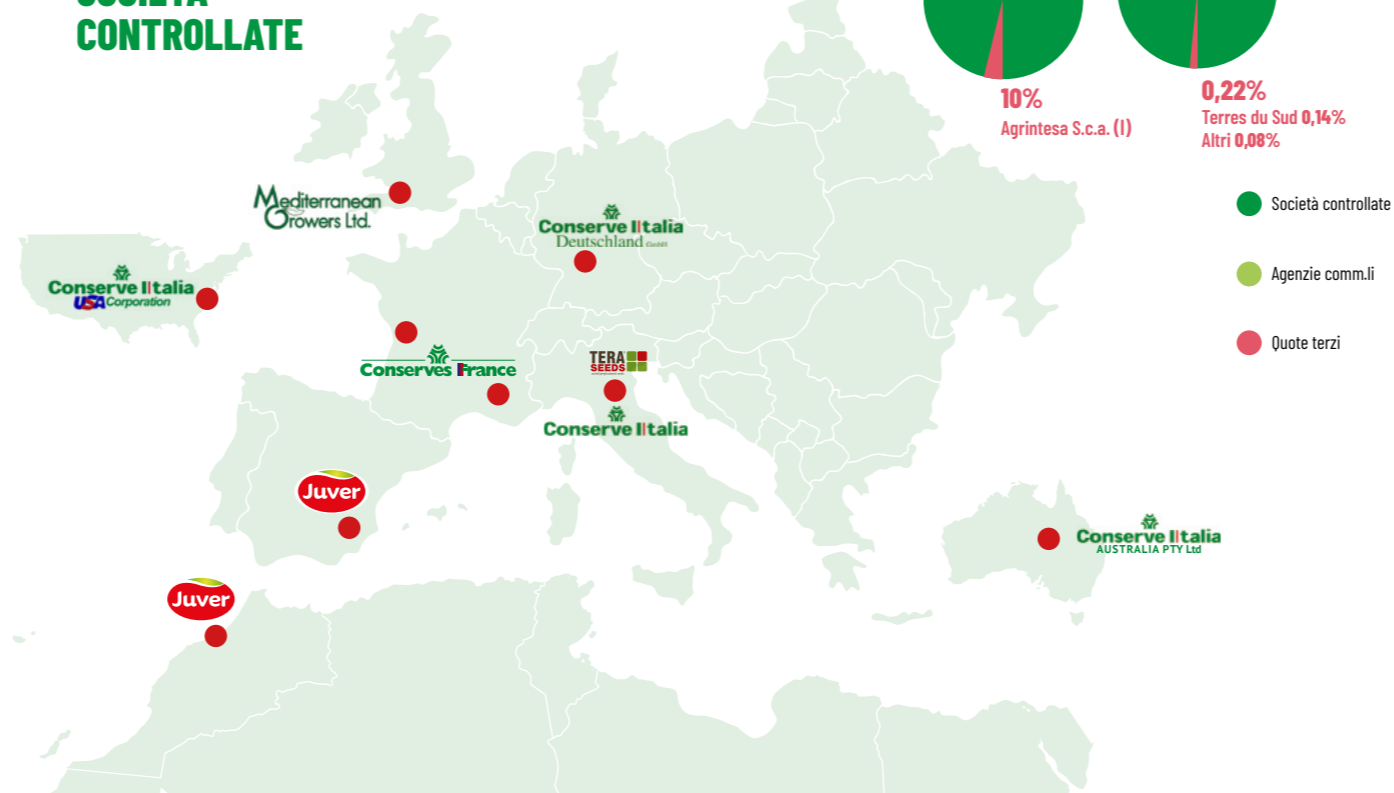 SOCIETÀ
CONTROLLATE
10%
Agrintesa S.c.a. (I)
0,22%
Terres du Sud 0,14%
Altri 0,08%
Società controllate
Agenzie comm.li
Quote terzi
Mediterranean
Growers Ltd.
Conserve Italia
Deutschland GmbH
Conserve Italia
USA Corporation
Conserves France
TERA
SEEDS
Conserve Italia
Juver
Conserve Italia
AUSTRALIA PTY Ltd
Juver